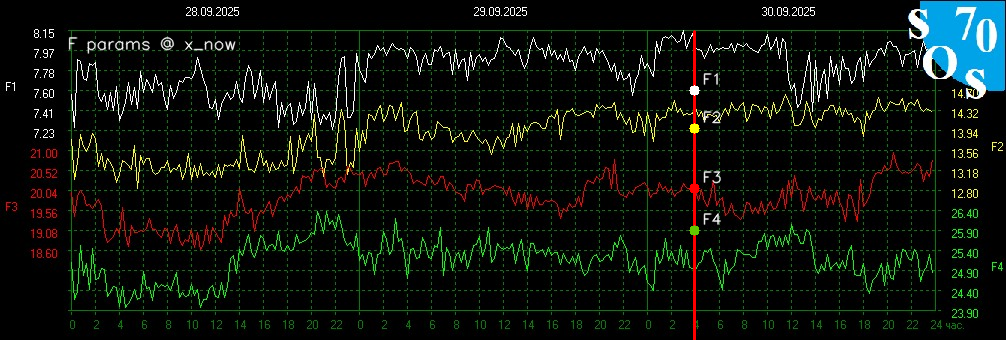 28.09.2025 29.09.2025 30.09.2025
S 70
O
S
F params @ x_now
8.15
7.97
7.78
7.60
7.41
7.23
F1
21.00
20.52
20.04
19.56
19.08
18.60
F3
F1
F2
F3
F4
14.70
14.32
13.94
13.56
13.18
12.80
F2
26.40
25.90
25.40
24.90
24.40
23.90
F4
0 2 4 6 8 10 12 14 16 18 20 22 0 2 4 6 8 10 12 14 16 18 20 22 0 2 4 6 8 10 12 14 16 18 20 22 24 час.